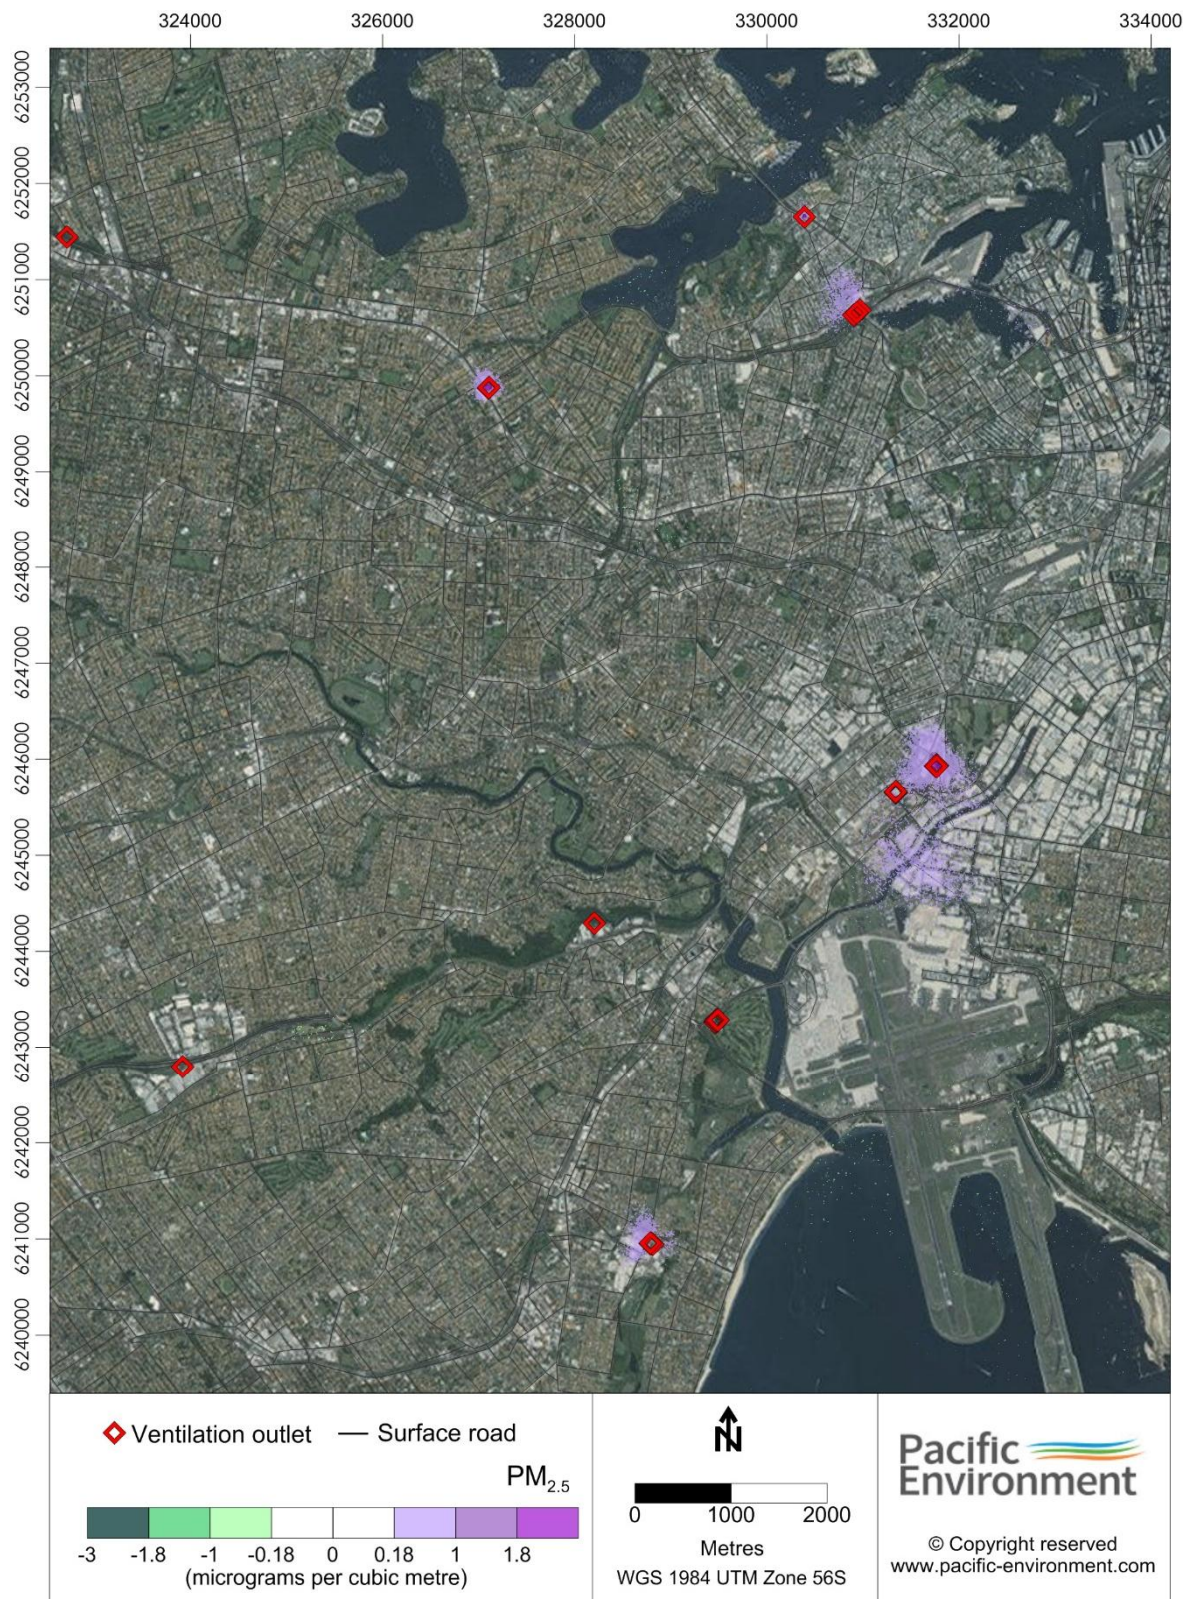 324000 326000 328000 330000 332000 334000
6253000
6252000
6251000
6250000
6249000
6248000
6247000
6246000
6245000
6244000
6243000
6242000
6241000
6240000
Ventilation outlet — Surface road
PM2.5
-3 -1.8 -1 -0.18 0 0.18 1 1.8
(micrograms per cubic metre)
N
0 1000 2000
Metres
WGS 1984 UTM Zone 56S
Pacific
Environment
© Copyright reserved
www.pacific-environment.com